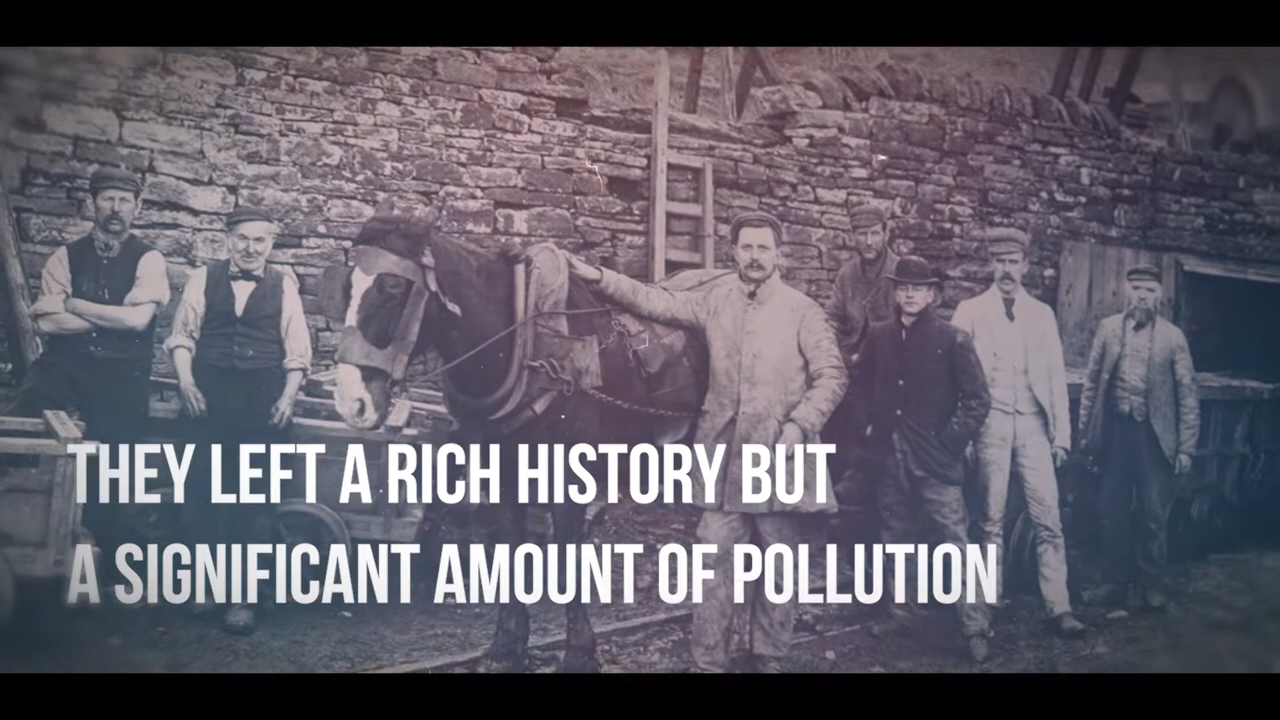 THEY LEFT A RICH HISTORY BUT
A SIGNIFICANT AMOUNT OF POLLUTION